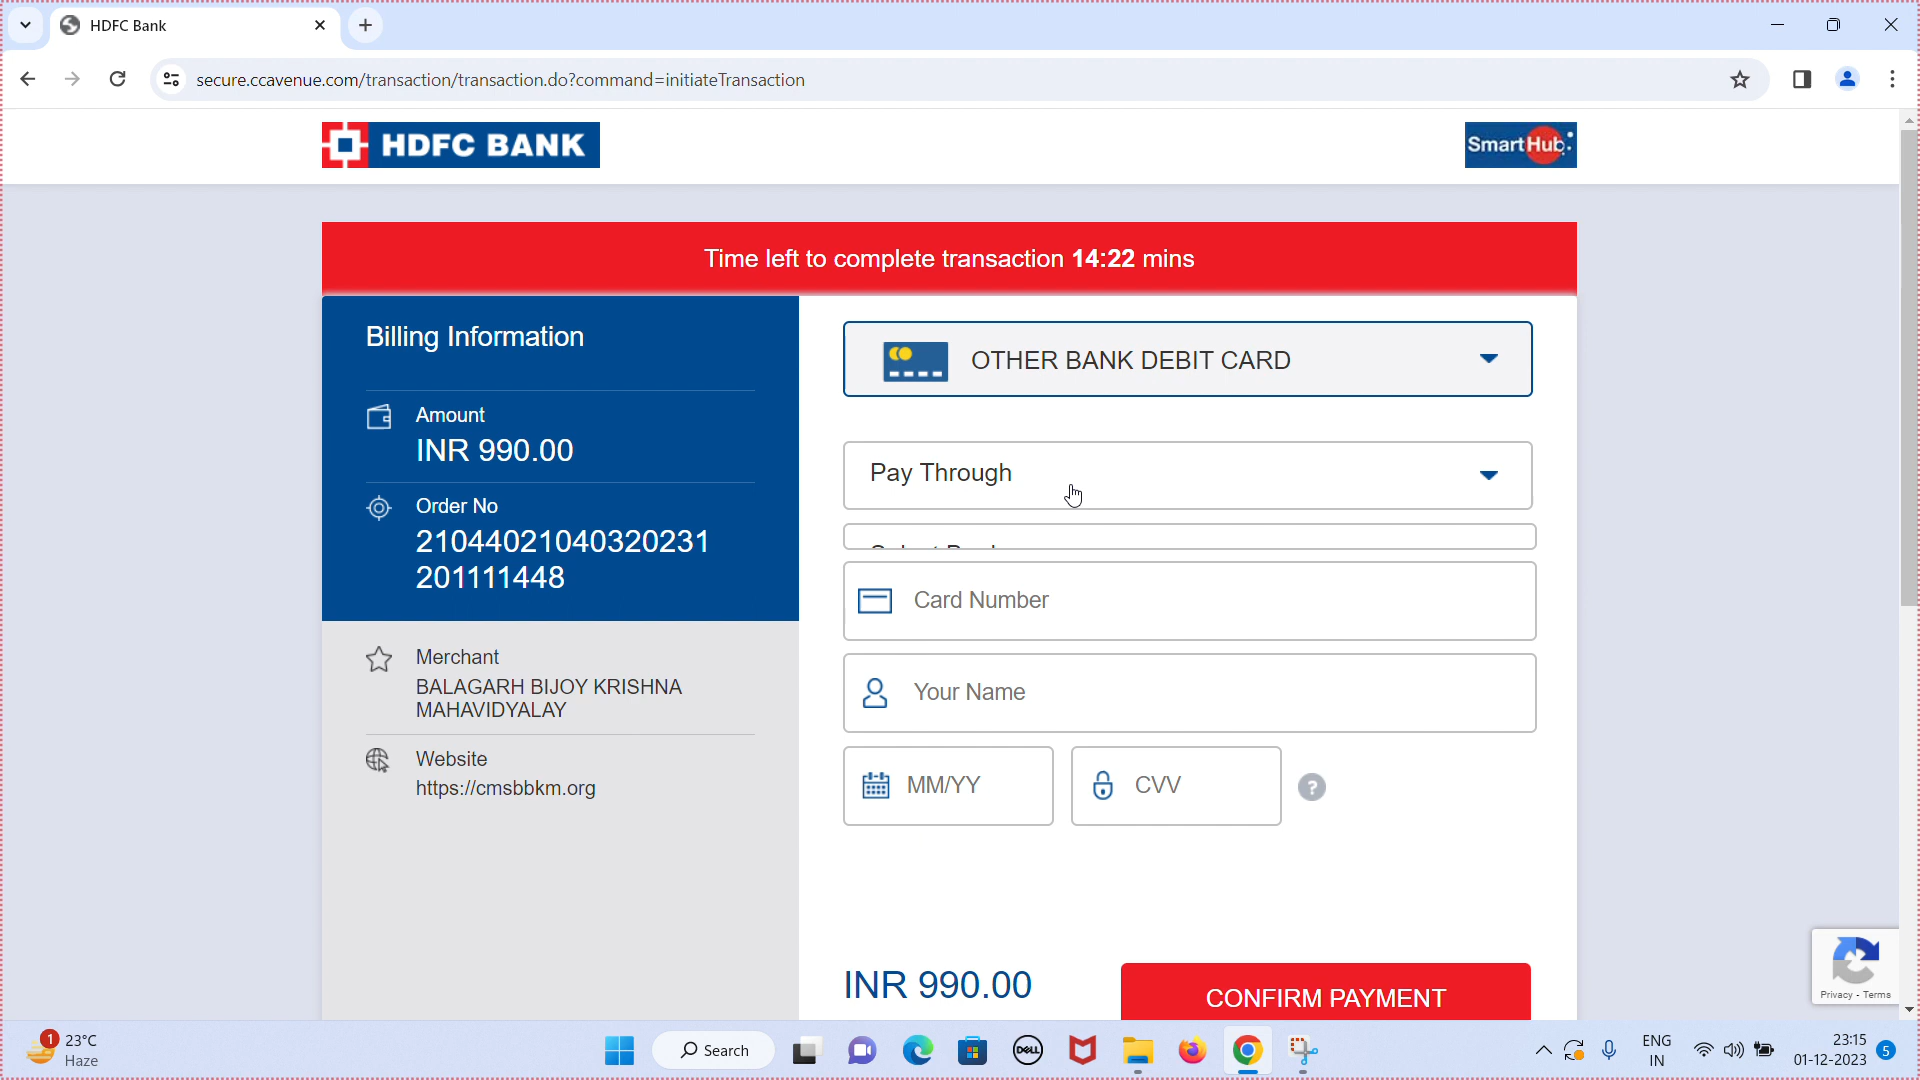 HDFC Bank
secure.ccavenue.com/transaction/transaction.do?command=initiateTransaction
HDFC BANK
SmartHub:
Time left to complete transaction 14:22 mins
Billing Information
Amount
INR 990.00
Order No
21044021040320231
201111448
Merchant
BALAGARH BIJOY KRISHNA
MAHAVIDYALAY
Website
https://cmsbbkm.org
OTHER BANK DEBIT CARD
Pay Through
Card Number
Your Name
MM/YY
CVV
?
INR 990.00
CONFIRM PAYMENT
Privacy - Terms
1
23°C
Haze
Search
DELL
ENG
IN
23:15
01-12-2023
5